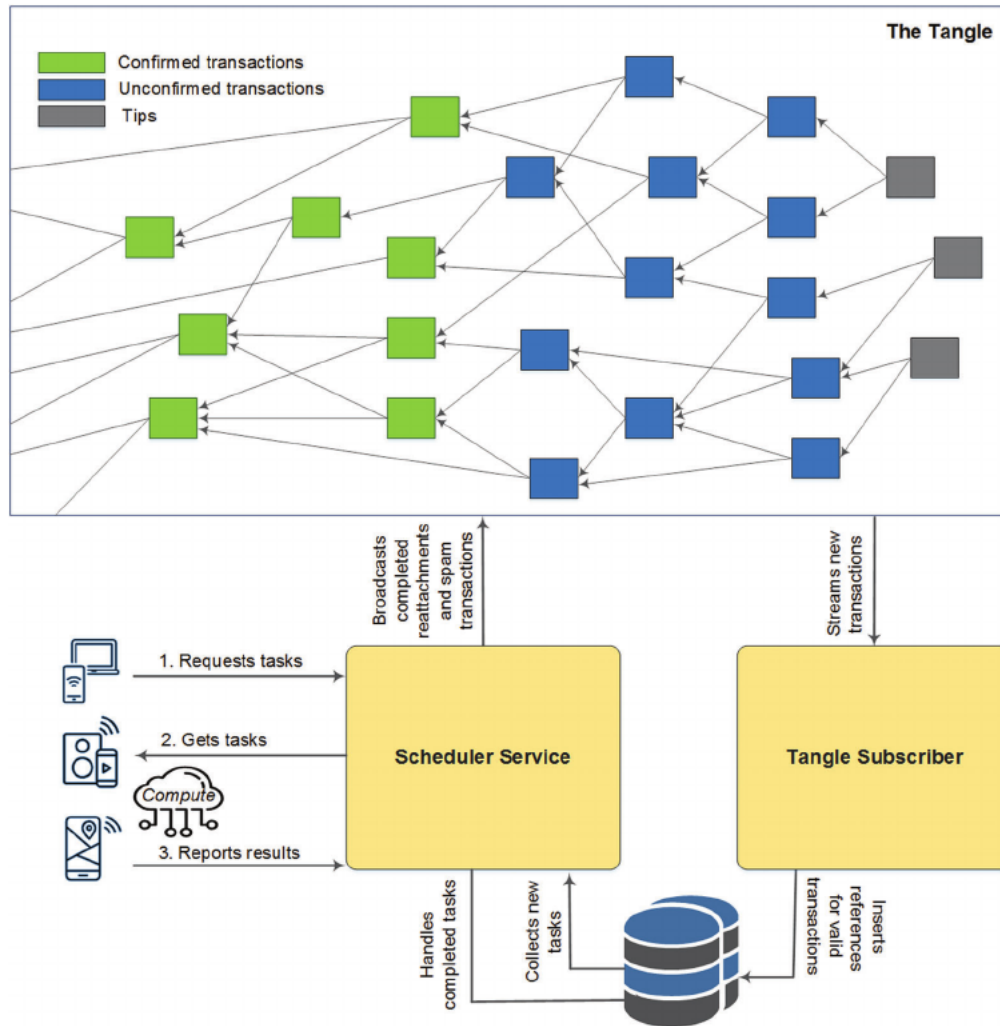 The Tangle
Confirmed transactions
Unconfirmed transactions
Tips
Broadcasts
completed
reattachments
and spam
transactions
Streams new
transactions
1. Requests tasks
2. Gets tasks
Compute
3. Reports results
Scheduler Service
Tangle Subscriber
Handles
completed tasks
Collects new
tasks
Inserts
references
for valid
transactions